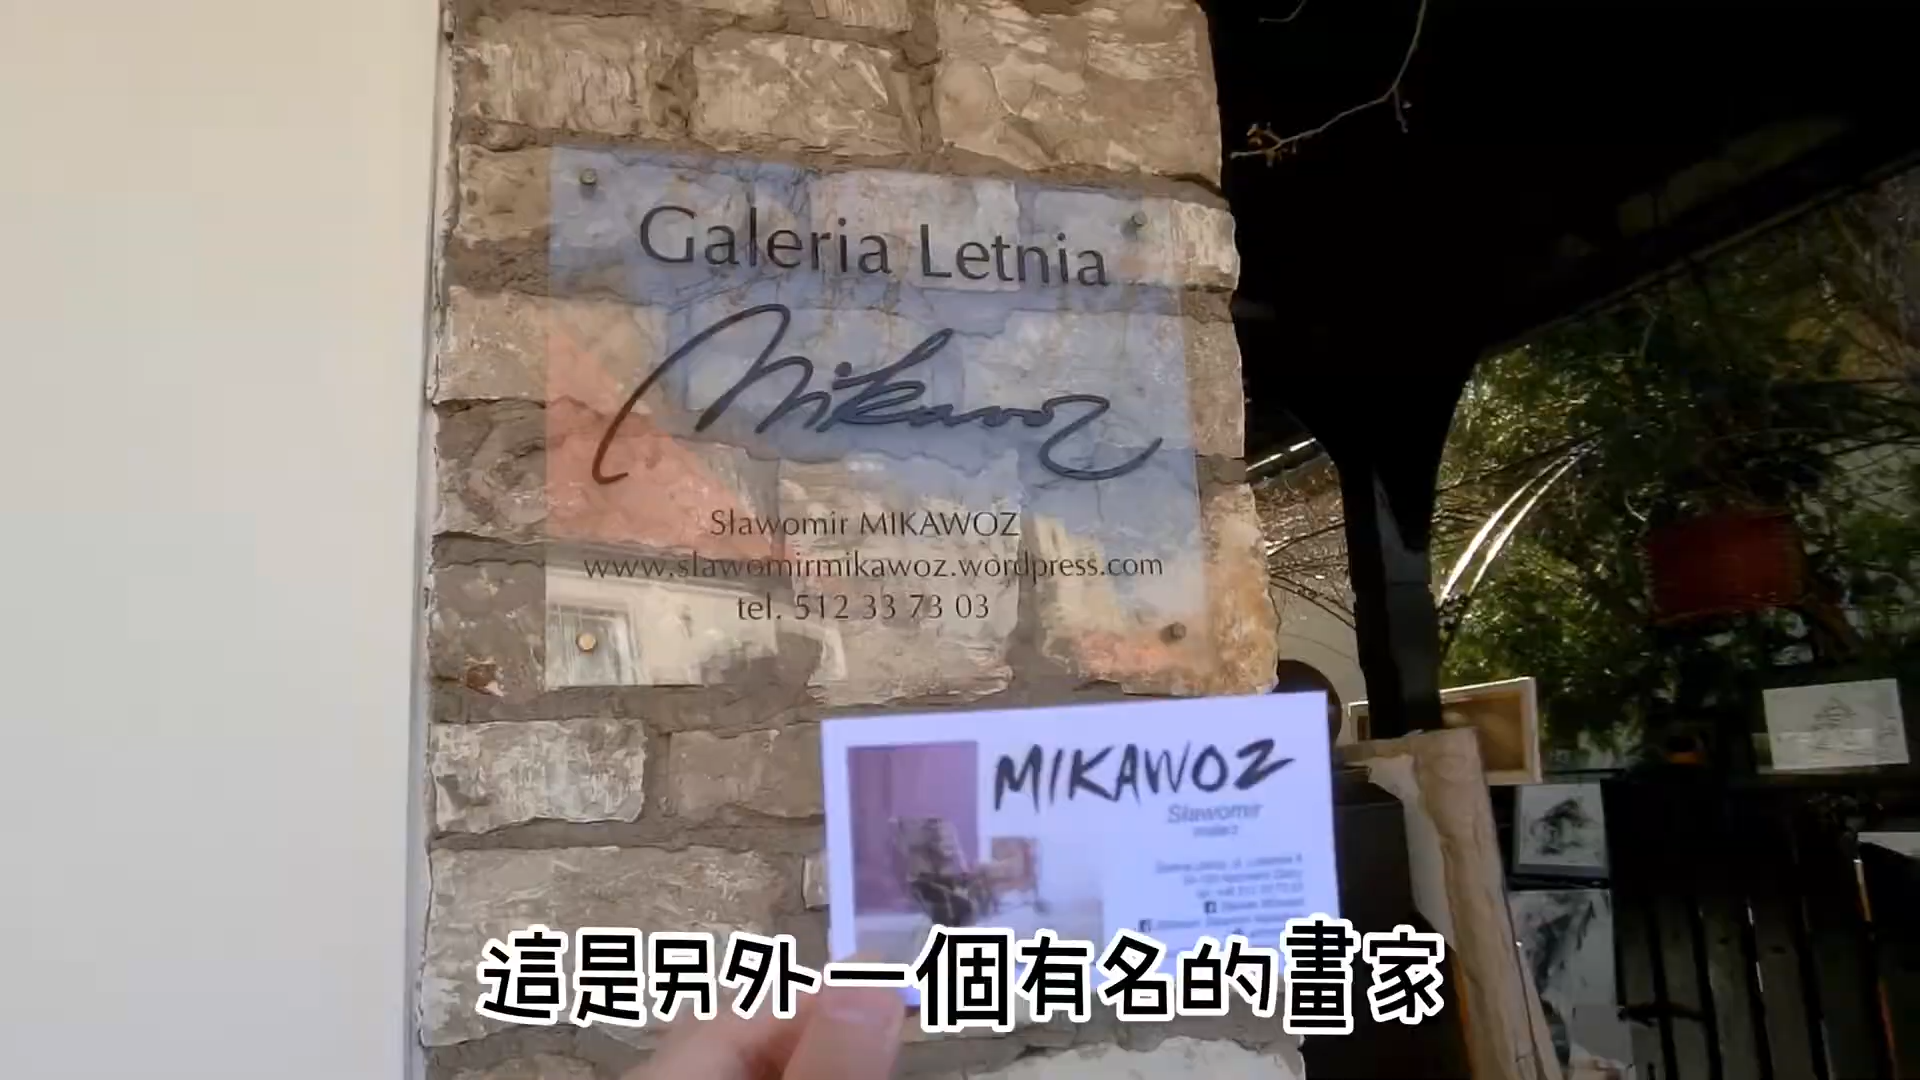 Galeria Letnia
Mikawoz
Sławomir MIKAWOZ
www.slawomirmikawoz.wordpress.com
tel. 512 33 73 03
MIKAWOZ
Sławomir
malarz
這是另外一個有名的畫家